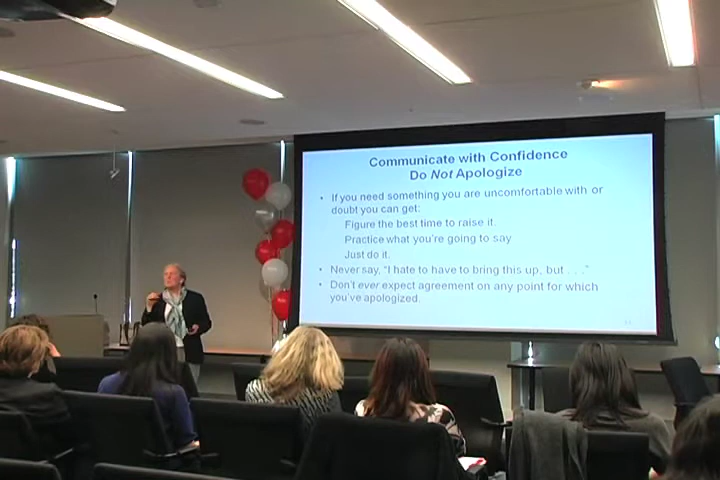 Communicate with Confidence
Do Not Apologize
• If you need something you are uncomfortable with or
doubt you can get:
Figure the best time to raise it.
Practice what you're going to say
Just do it.
• Never say, "I hate to have to bring this up, but . . ."
• Don't ever expect agreement on any point for which
you've apologized.